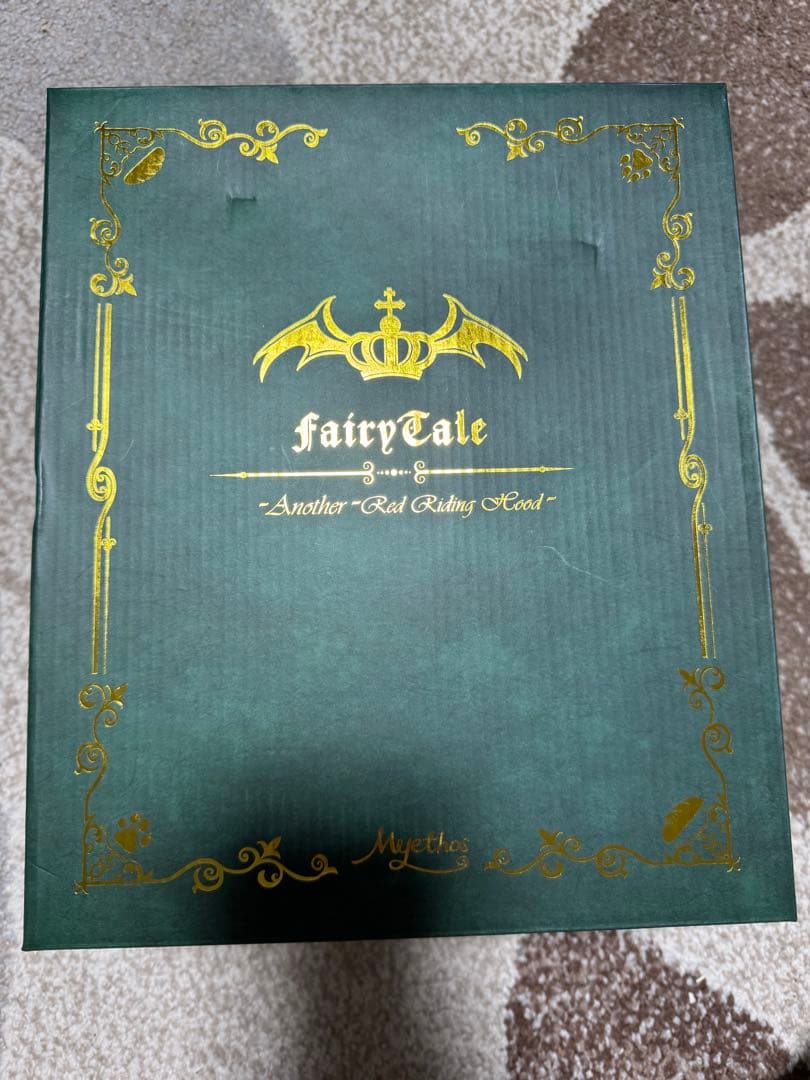 FairyTale
~Another ~Red Riding Hood~
Myethos